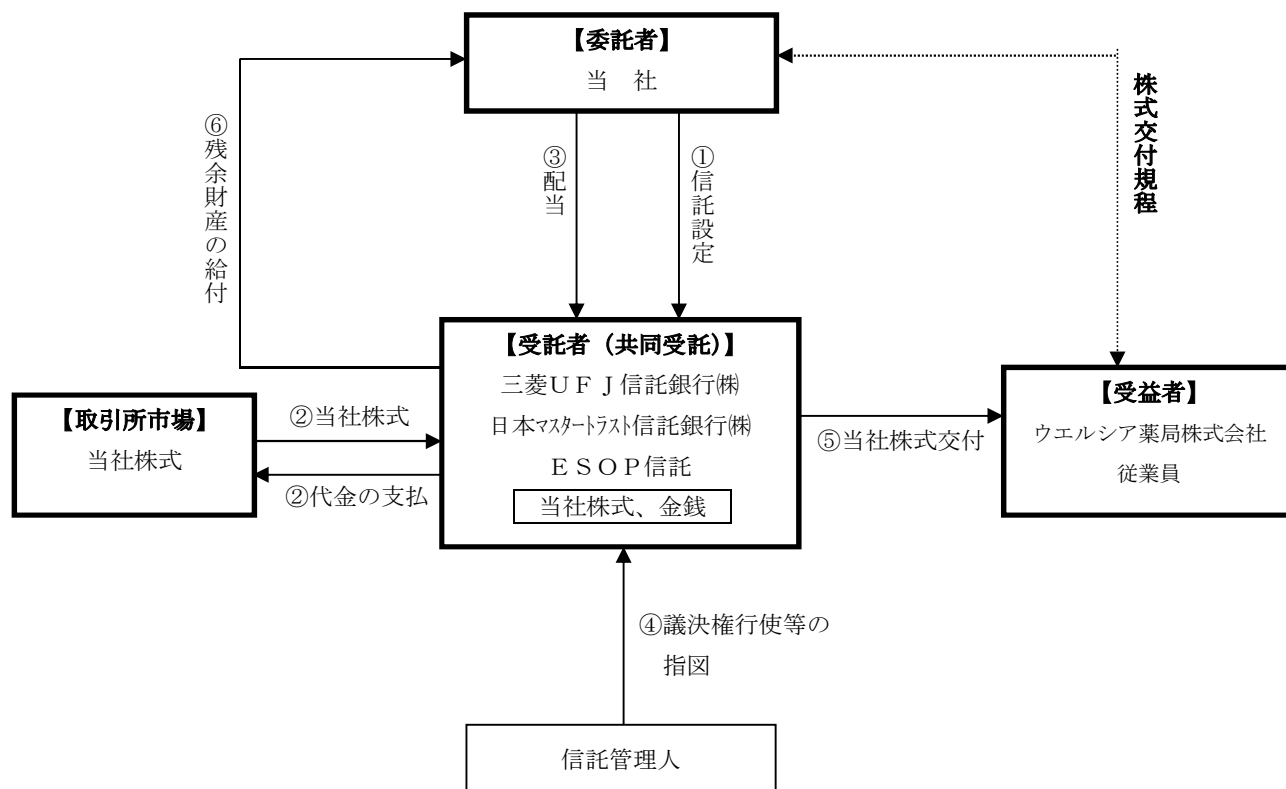 【委託者】
当　社
株式交付規程
⑥残余財産の給付
③配当
①信託設定
【受託者（共同受託）】
三菱ＵＦＪ信託銀行㈱
日本ﾏｽﾀｰﾄﾗｽﾄ信託銀行㈱
ＥＳＯＰ信託
当社株式、金銭
【取引所市場】
当社株式
②当社株式
②代金の支払
⑤当社株式交付
【受益者】
ウエルシア薬局株式会社
従業員
④議決権行使等の
指図
信託管理人